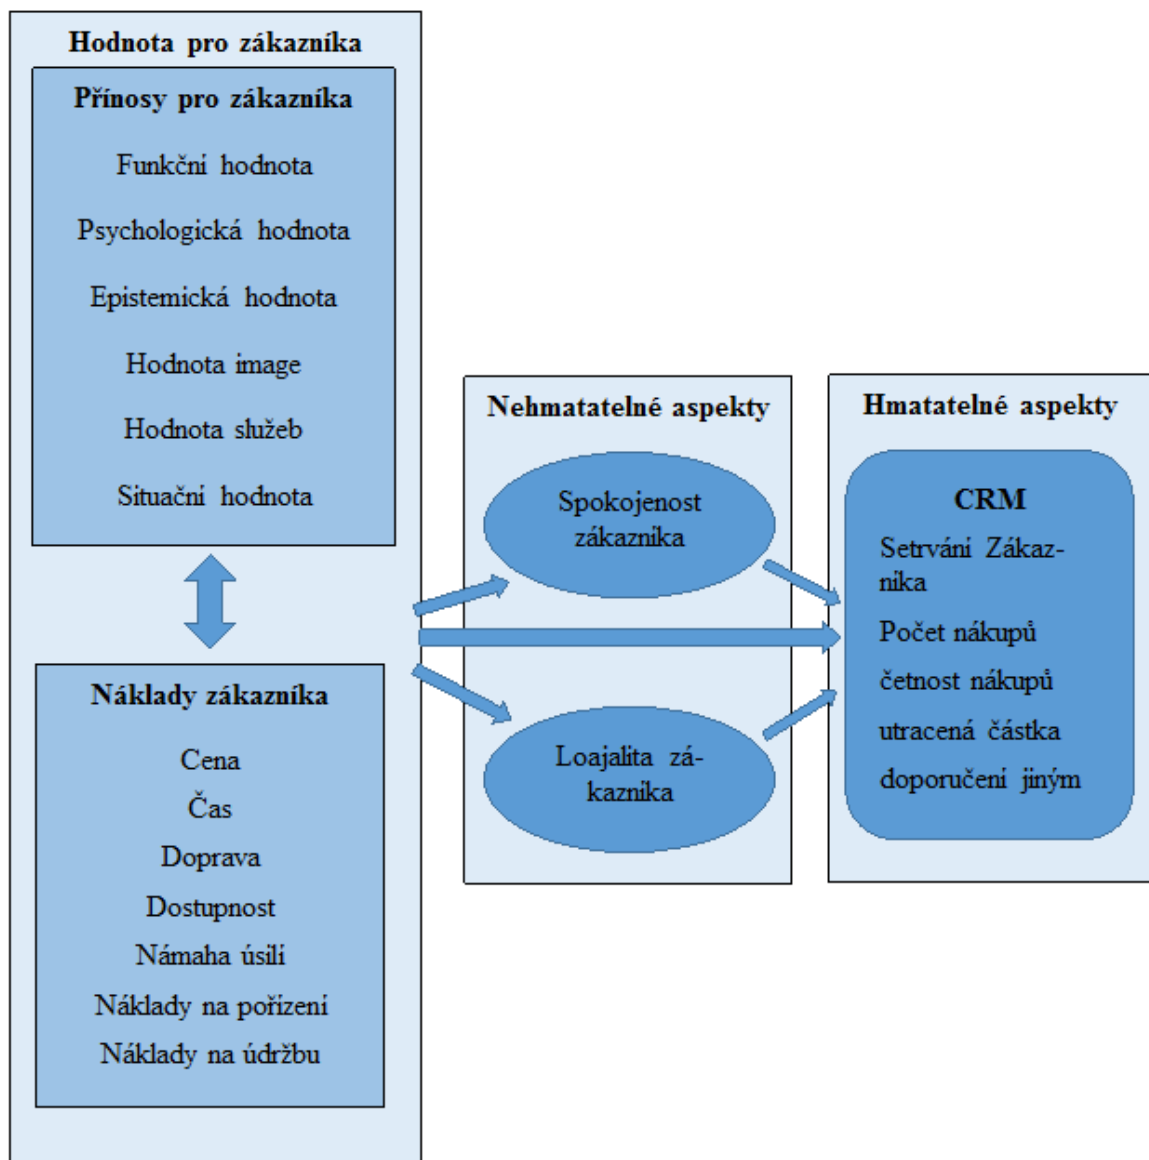 Hodnota pro zákazníka
Přínosy pro zákazníka
Funkční hodnota
Psychologická hodnota
Epistemická hodnota
Hodnota image
Hodnota služeb
Situační hodnota
Náklady zákazníka
Cena
Čas
Doprava
Dostupnost
Námaha úsilí
Náklady na pořízení
Náklady na údržbu
Nehmatatelné aspekty
Spokojenost
zákazníka
Loajalita zá-
kazníka
Hmatatelné aspekty
CRM
Setrvání Zákaz-
níka
Počet nákupů
četnost nákupů
utracená částka
doporučení jiným